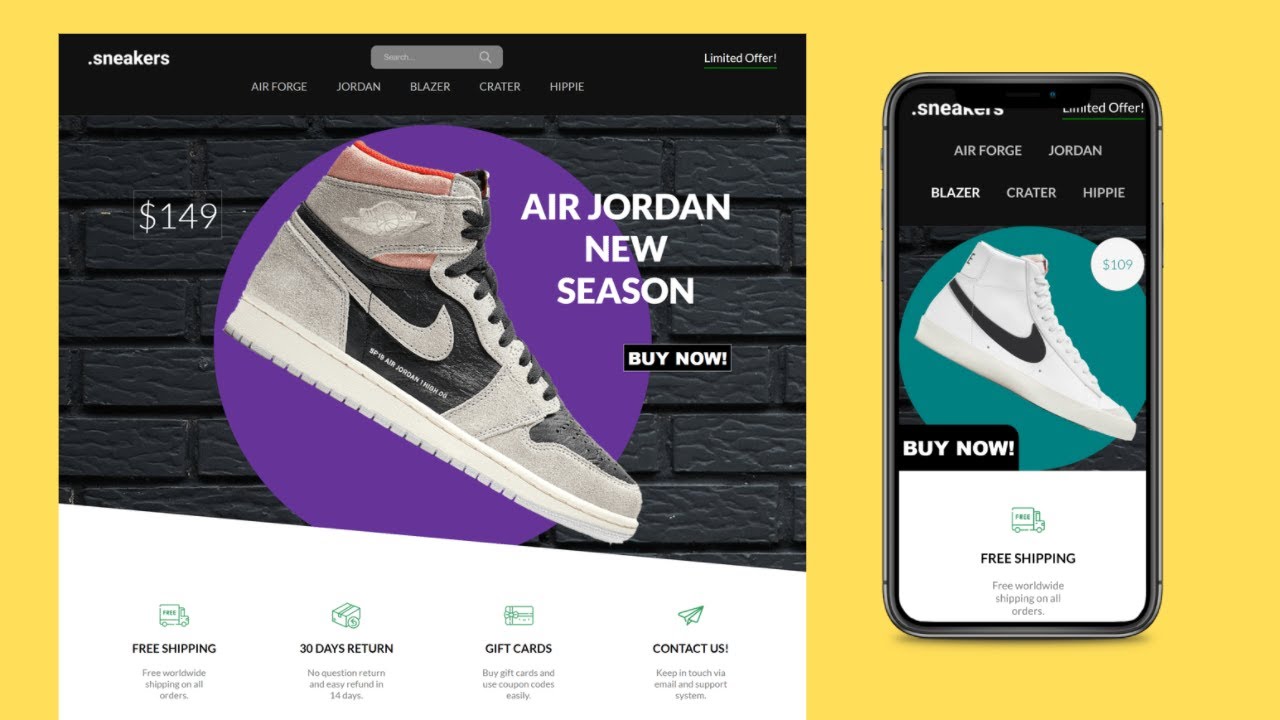 .sneakers
Search...
Limited Offer!
AIR FORGE JORDAN BLAZER CRATER HIPPIE
$149
AIR JORDAN
NEW
SEASON
SP19 AIR JORDAN 1 HIGH OG
BUY NOW!
FREE
FREE SHIPPING
Free worldwide
shipping on all
orders.
30 DAYS RETURN
No question return
and easy refund in
14 days.
GIFT CARDS
Buy gift cards and
use coupon codes
easily.
CONTACT US!
Keep in touch via
email and support
system.
.sneakers
Limited Offer!
AIR FORGE JORDAN
BLAZER CRATER HIPPIE
$109
BUY NOW!
FREE
FREE SHIPPING
Free worldwide
shipping on all
orders.